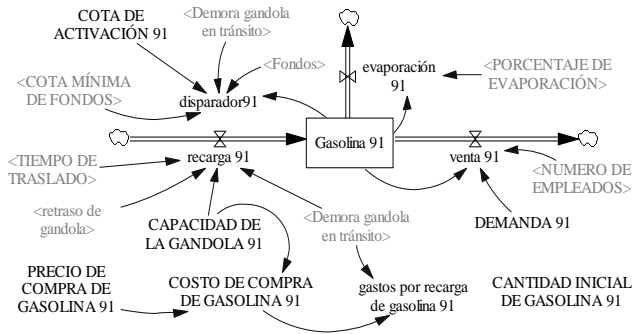 COTA DE
ACTIVACIÓN 91
<Demora gandola
en tránsito>
<Fondos>
<COTA MÍNIMA
DE FONDOS>
disparador91
evaporación
91
<PORCENTAJE DE
EVAPORACIÓN>
Gasolina 91
recarga 91
venta 91
<TIEMPO DE
TRASLADO>
<NUMERO DE
EMPLEADOS>
<retraso de
gandola>
CAPACIDAD DE
LA GANDOLA 91
<Demora gandola
en tránsito>
DEMANDA 91
PRECIO DE
COMPRA DE
GASOLINA 91
COSTO DE COMPRA
DE GASOLINA 91
gastos por recarga
de gasolina 91
CANTIDAD INICIAL
DE GASOLINA 91